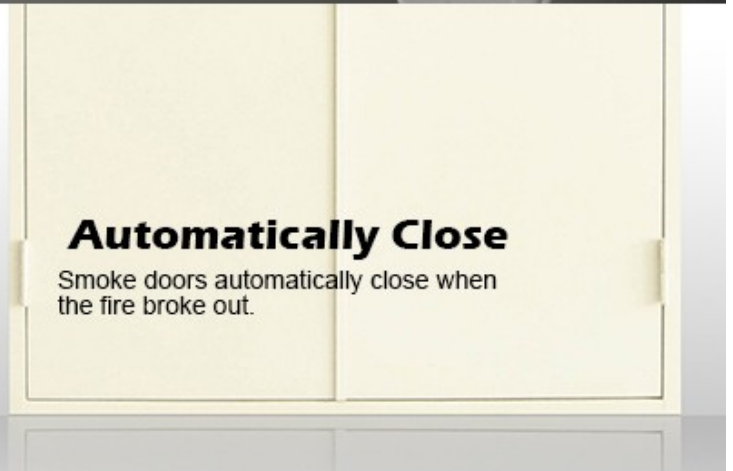 Automatically Close
Smoke doors automatically close when
the fire broke out.